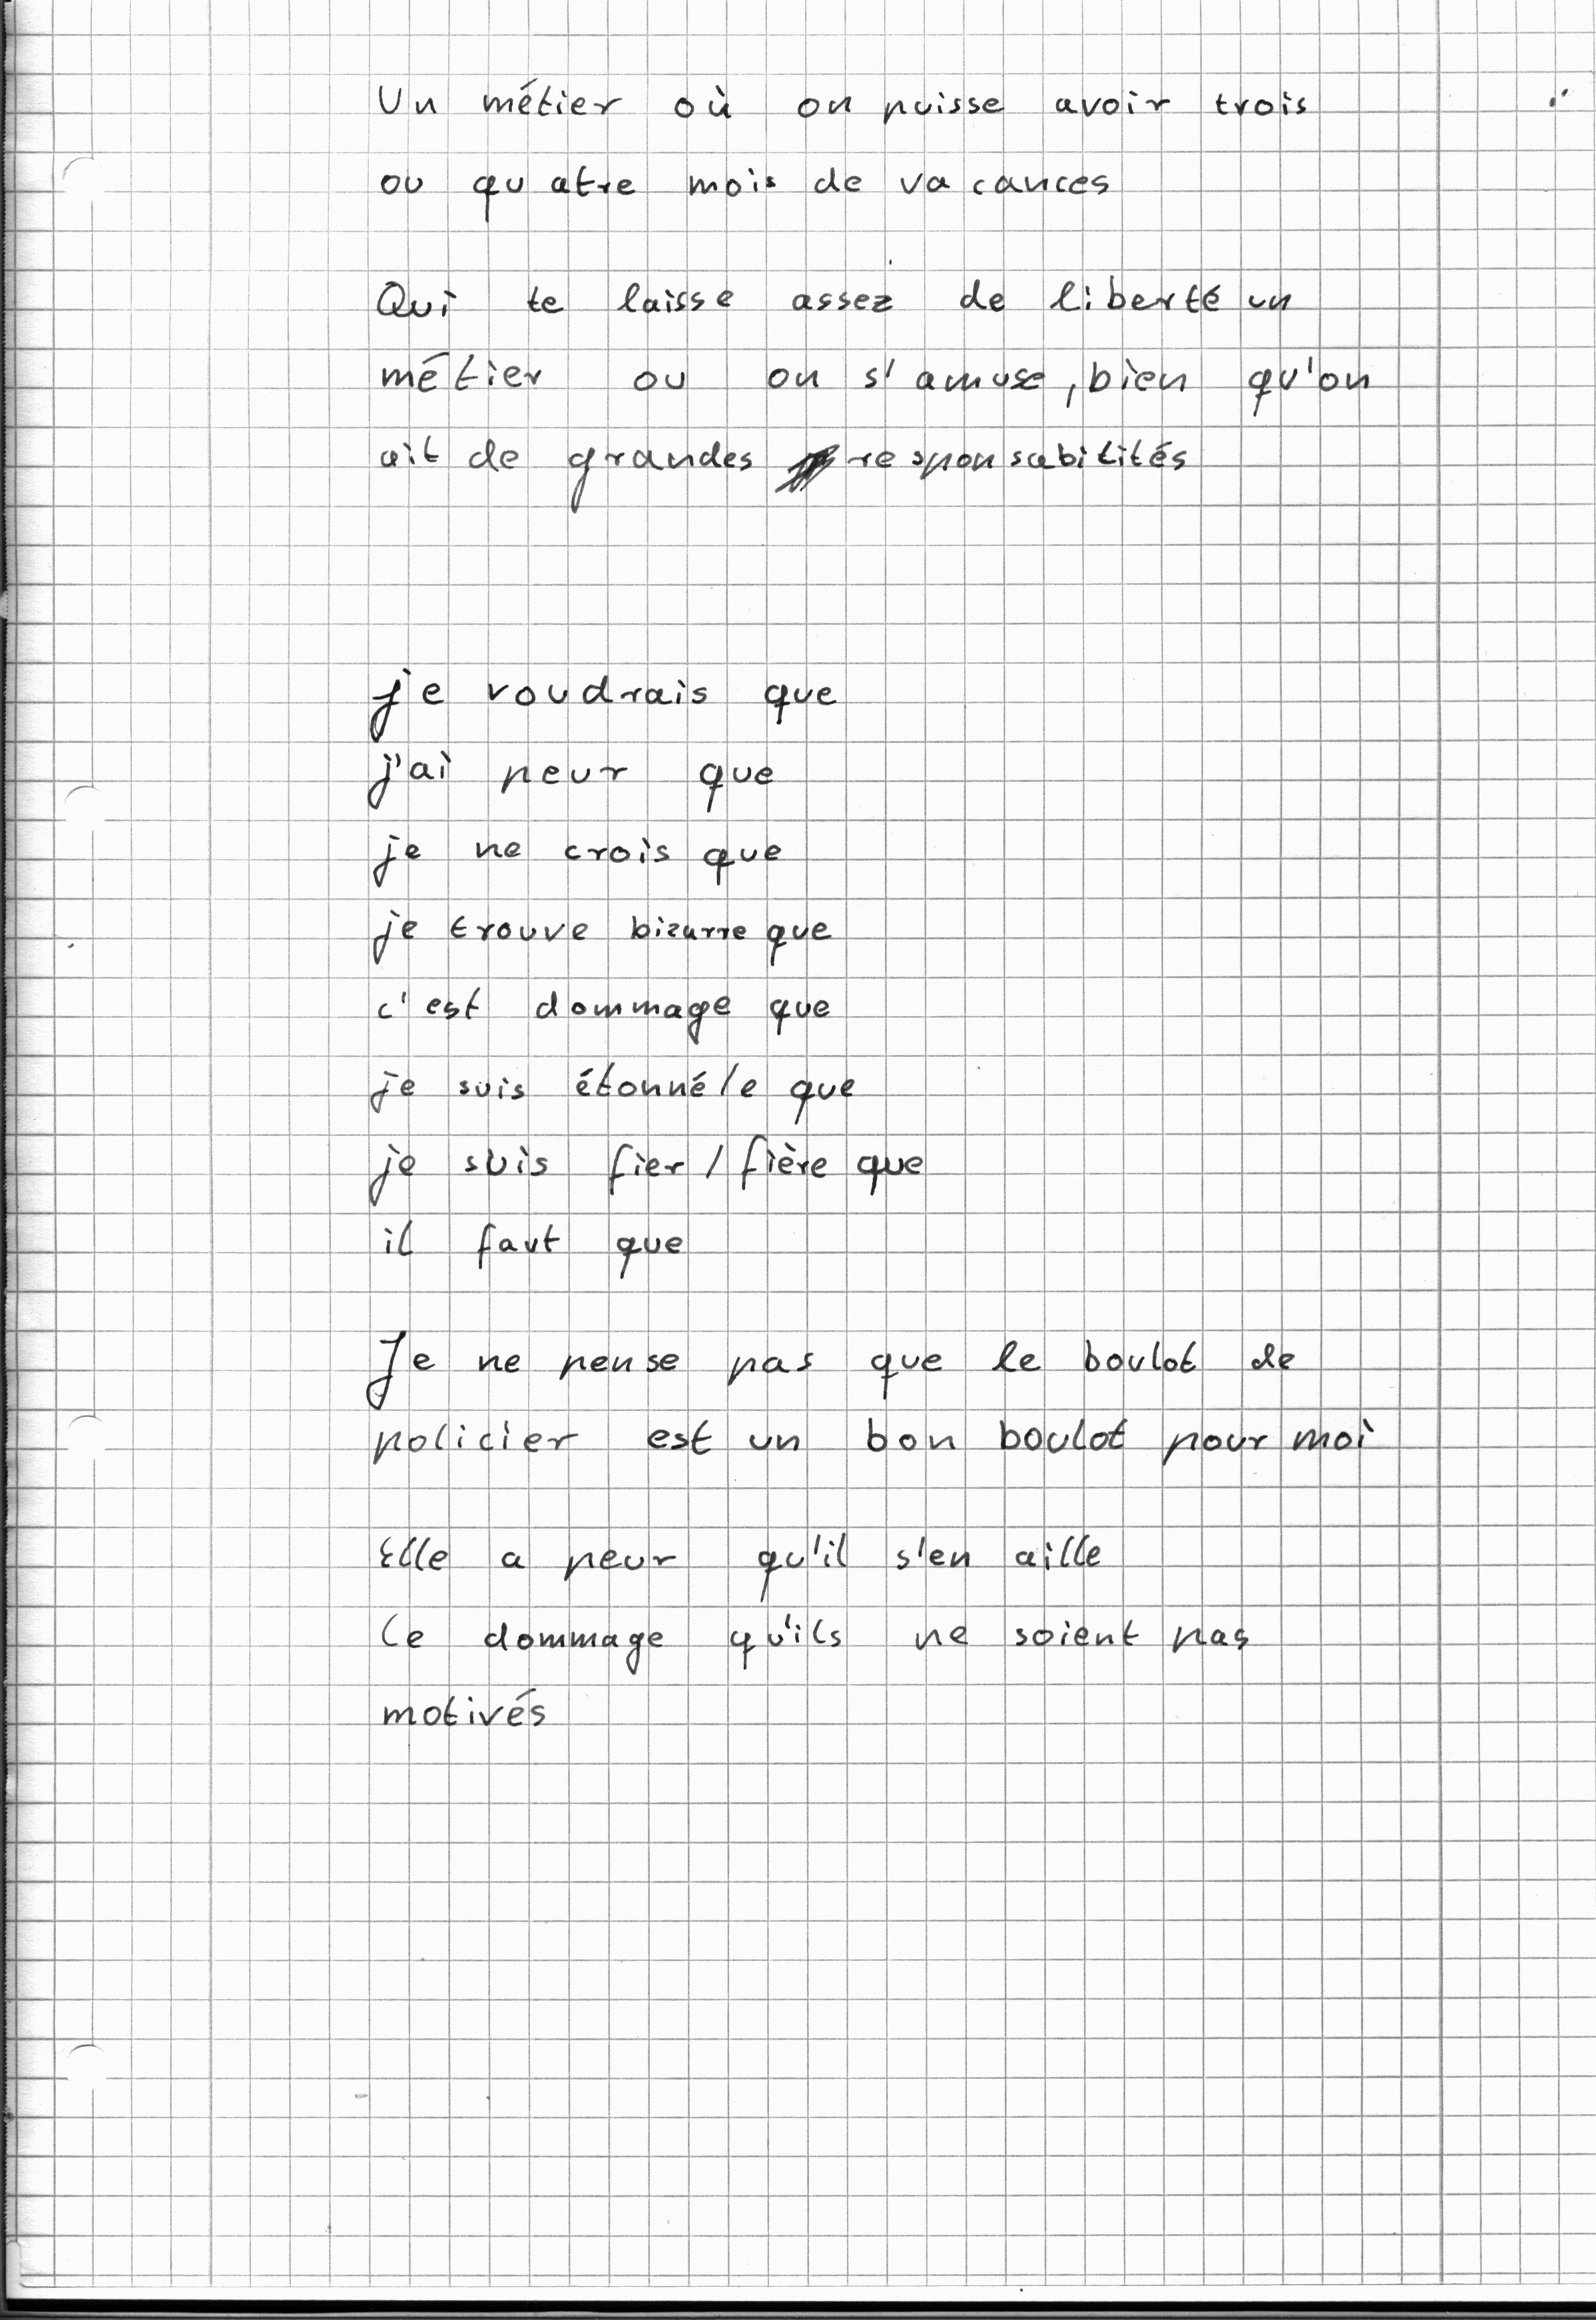 Un métier où on puisse avoir trois
ou quatre mois de vacances
Qui te laisse assez de liberté un
métier ou on s'amuse, bien qu'on
ait de grandes responsabilités
je voudrais que
j'ai peur que
je ne crois que
je trouve bizarre que
c'est dommage que
je suis étonné/e que
je suis fier / fière que
il faut que
Je ne pense pas que le boulot de
policier est un bon boulot pour moi
Elle a peur qu'il s'en aille
Ce dommage qu'ils ne soient pas
motivés